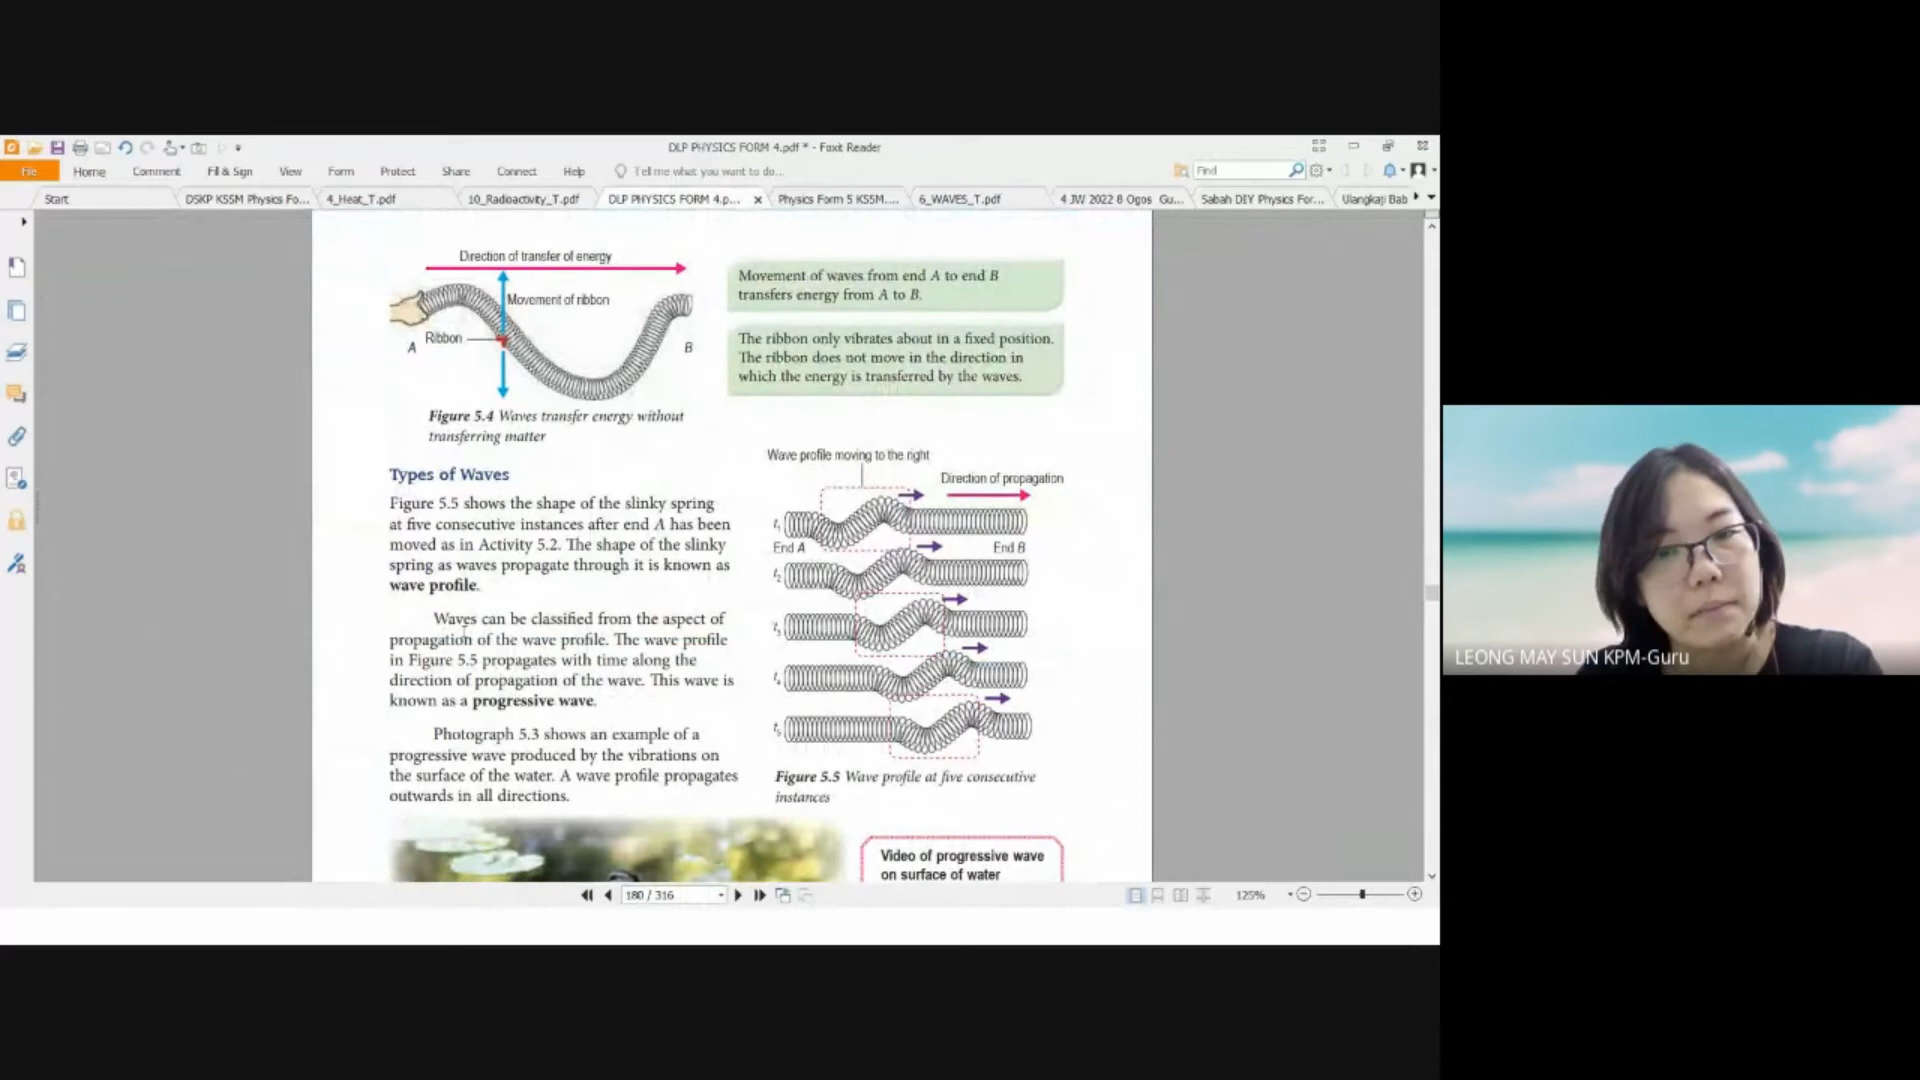 DLP PHYSICS FORM 4.pdf * - Foxit Reader
File Home Comment Fill & Sign View Form Protect Share Connect Help Tell me what you want to do... Find
Start DSKP KSSM Physics Fo... 4_Heat_T.pdf 10_Radioactivity_T.pdf DLP PHYSICS FORM 4.p... Physics Form 5 KSSM.... 6_WAVES_T.pdf 4 JW 2022 8 Ogos Gu... Sabah DIY Physics For... Ulangkaji Bab
Direction of transfer of energy
Movement of ribbon
Ribbon
A
B
Figure 5.4 Waves transfer energy without
transferring matter
Movement of waves from end A to end B
transfers energy from A to B.
The ribbon only vibrates about in a fixed position.
The ribbon does not move in the direction in
which the energy is transferred by the waves.
Types of Waves
Figure 5.5 shows the shape of the slinky spring
at five consecutive instances after end A has been
moved as in Activity 5.2. The shape of the slinky
spring as waves propagate through it is known as
wave profile.
Waves can be classified from the aspect of
propagation of the wave profile. The wave profile
in Figure 5.5 propagates with time along the
direction of propagation of the wave. This wave is
known as a progressive wave.
Photograph 5.3 shows an example of a
progressive wave produced by the vibrations on
the surface of the water. A wave profile propagates
outwards in all directions.
Wave profile moving to the right
Direction of propagation
t₁
End A End B
t₂
t₃
t₄
t₅
Figure 5.5 Wave profile at five consecutive
instances
Video of progressive wave
on surface of water
180 / 316
125%
LEONG MAY SUN KPM-Guru